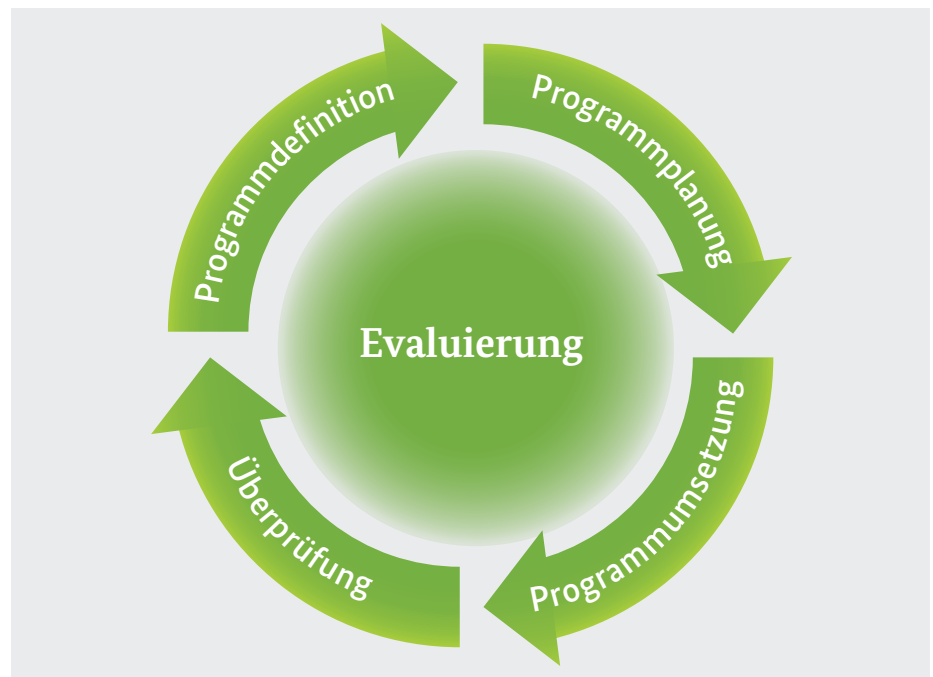 Programmdefinition
Programmplanung
Evaluierung
Programmumsetzung
Überprüfung